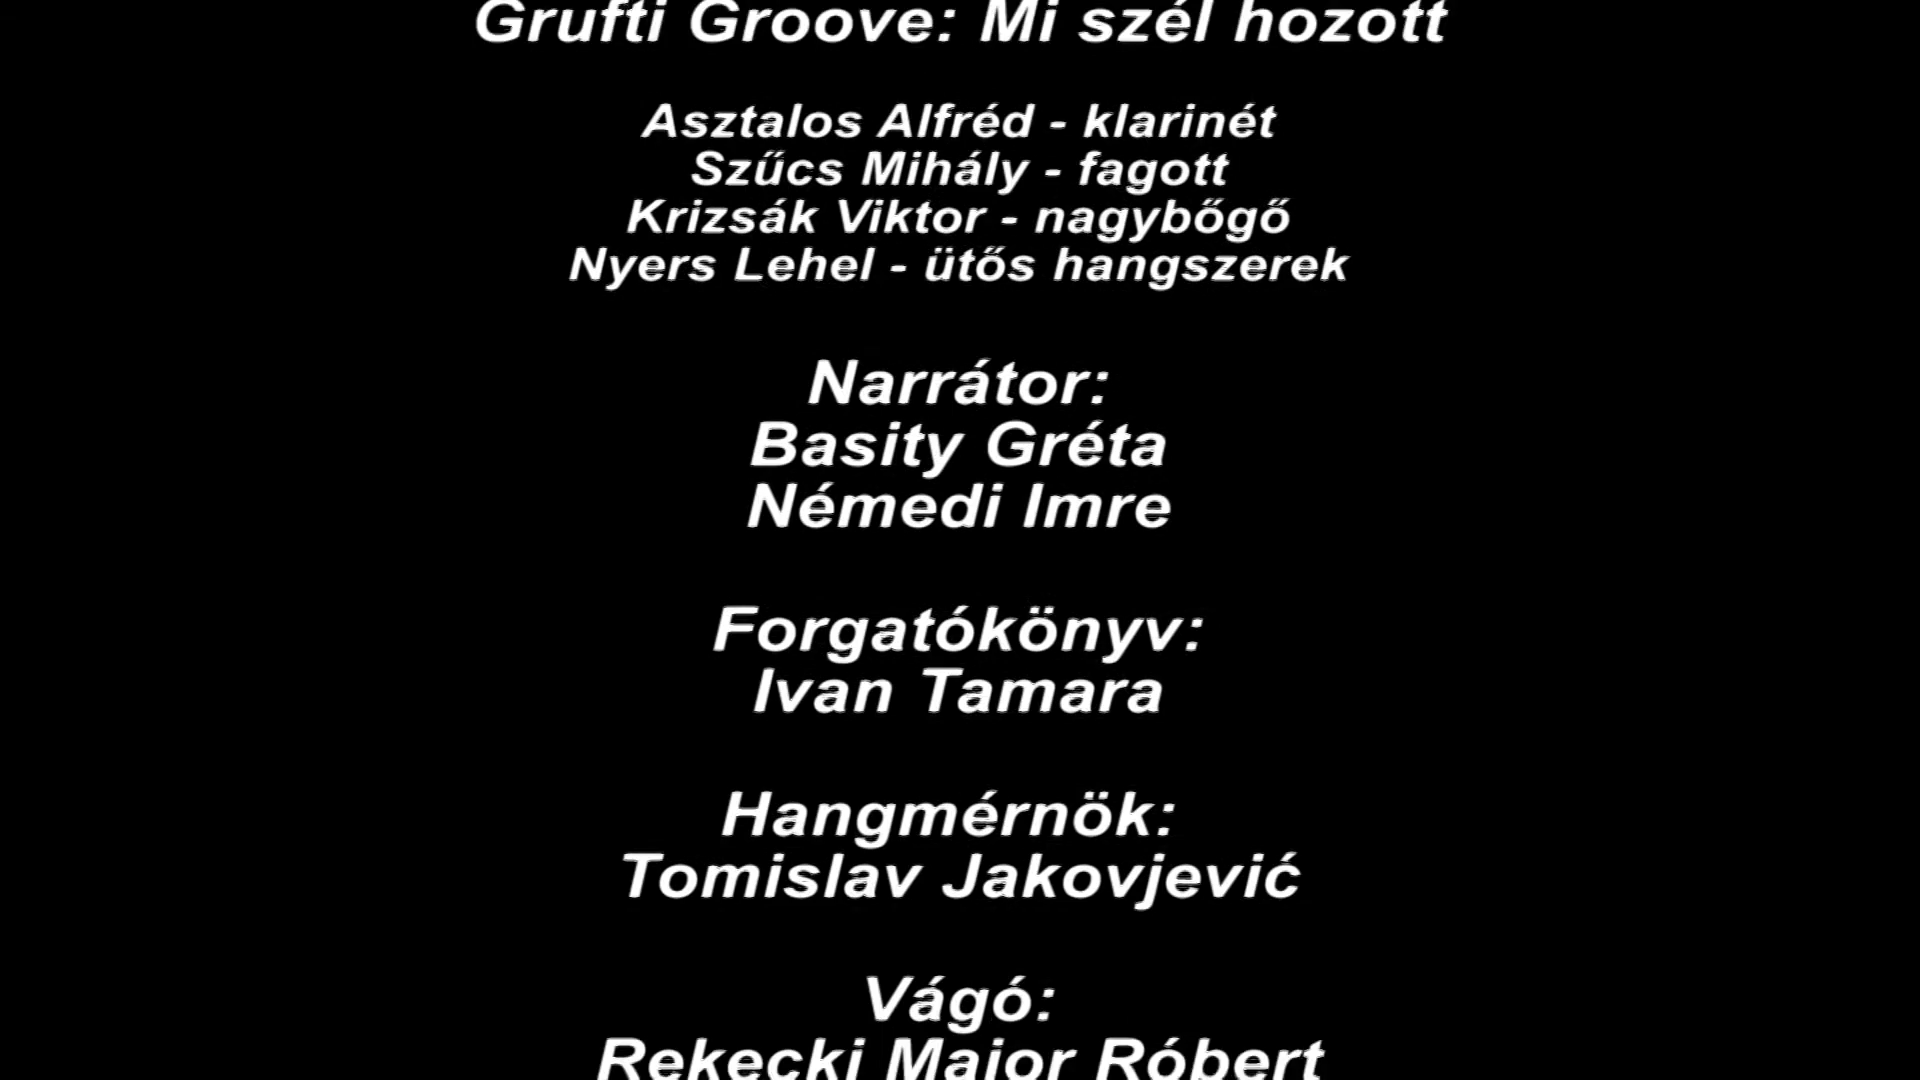 Grufti Groove: Mi szél hozott
Asztalos Alfréd - klarinét
Szűcs Mihály - fagott
Krizsák Viktor - nagybőgő
Nyers Lehel - ütős hangszerek
Narrátor:
Basity Gréta
Némedi Imre
Forgatókönyv:
Ivan Tamara
Hangmérnök:
Tomislav Jakovjević
Vágó:
Rekecki Major Róbert